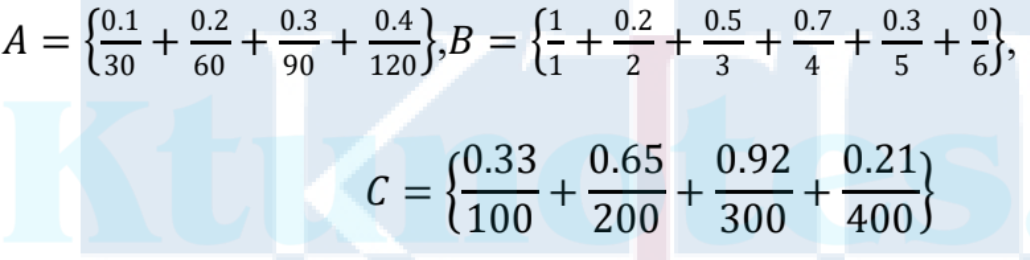 A = {0.1/30 + 0.2/60 + 0.3/90 + 0.4/120}, B = {1/1 + 0.2/2 + 0.5/3 + 0.7/4 + 0.3/5 + 0/6},
C = {0.33/100 + 0.65/200 + 0.92/300 + 0.21/400}
Ktunotes